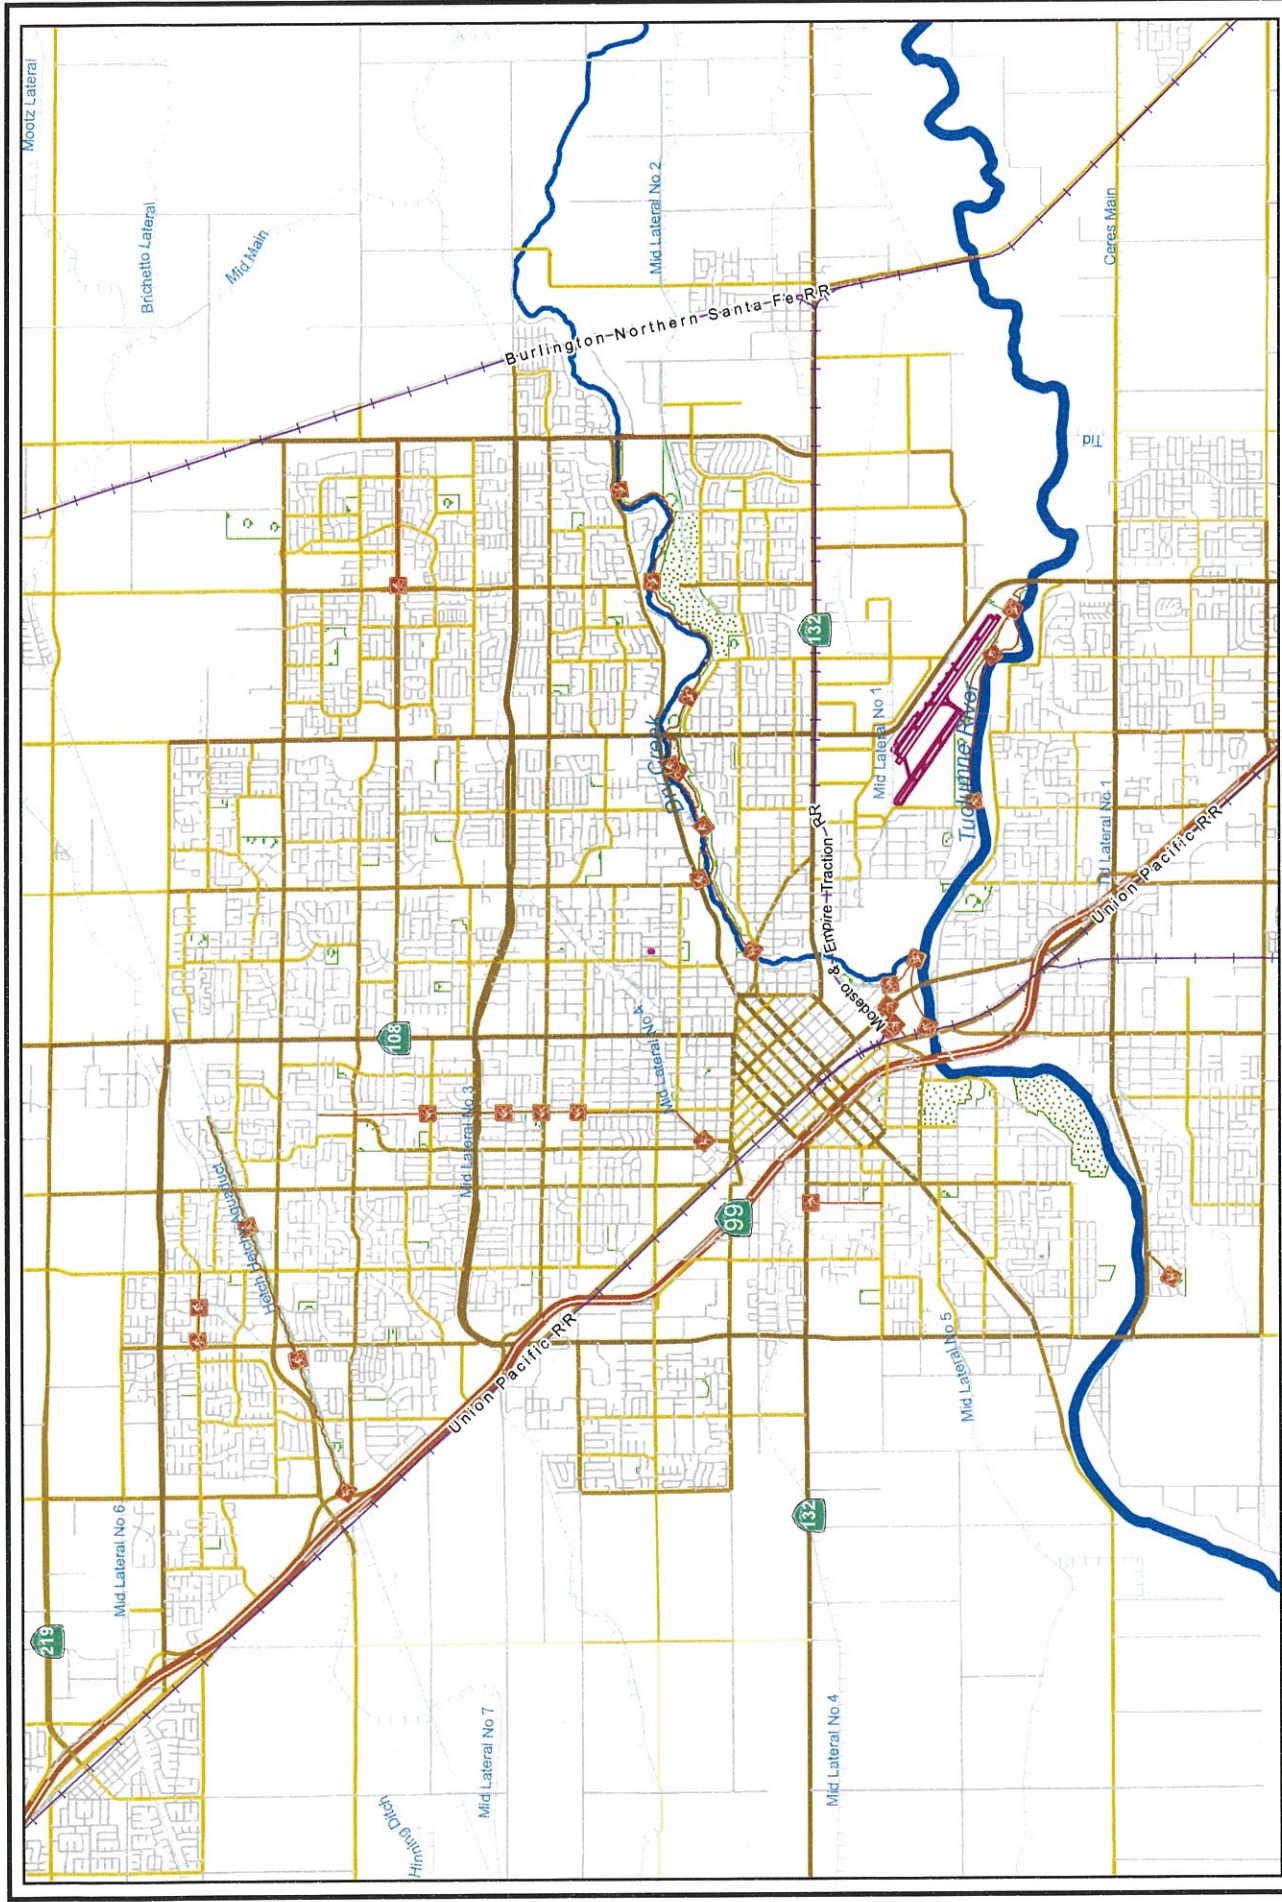 Mootz Lateral
Brichetto Lateral
Mid Main
Mid Lateral No 2
Ceres Main
Burlington Northern Santa Fe RR
Tid
132
Mid Lateral No 1
Dry Creek
Tuolumne River
Tid Lateral No. 1
Union Pacific RR
Modesto & Empire Traction RR
108
Mid Lateral No 4
Mid Lateral No 3
Hetch Hetchy Aquaduct
99
Union Pacific RR
Mid Lateral No 5
132
Mid Lateral No 6
219
Mid Lateral No 7
Mid Lateral No 4
Hinning Ditch